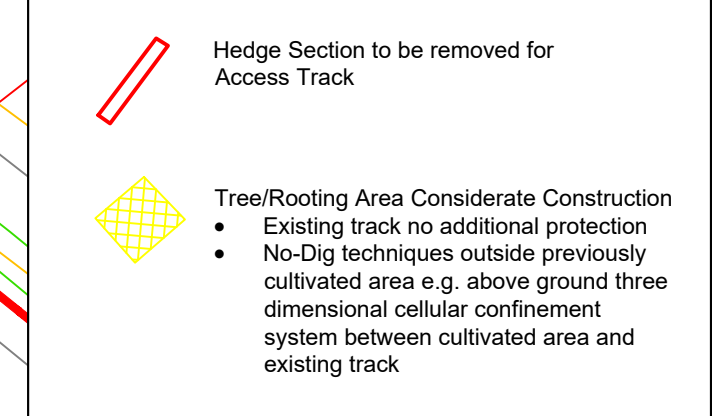 Hedge Section to be removed for
Access Track
Tree/Rooting Area Considerate Construction
• Existing track no additional protection
• No-Dig techniques outside previously
cultivated area e.g. above ground three
dimensional cellular confinement
system between cultivated area and
existing track